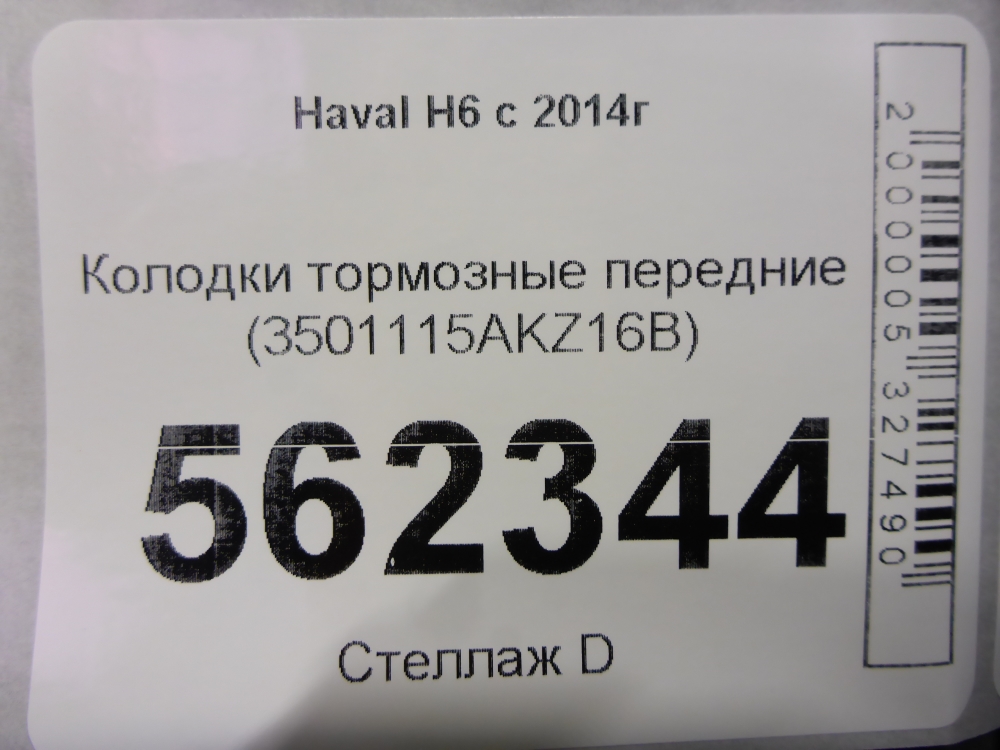 Haval H6 с 2014г
Колодки тормозные передние
(3501115AKZ16B)
562344
Стеллаж D
2000005327490